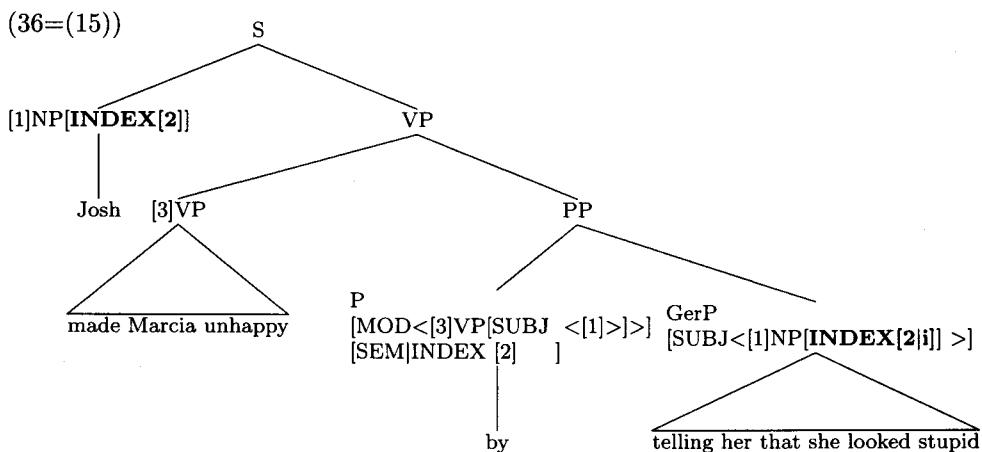 (36=(15))
S
[1]NP[INDEX[2]]
VP
Josh
[3]VP
PP
made Marcia unhappy
P
[MOD<[3]VP[SUBJ <[1]>]>]
[SEM|INDEX [2] ]
GerP
[SUBJ<[1]NP[INDEX[2|i]] >]
by
telling her that she looked stupid